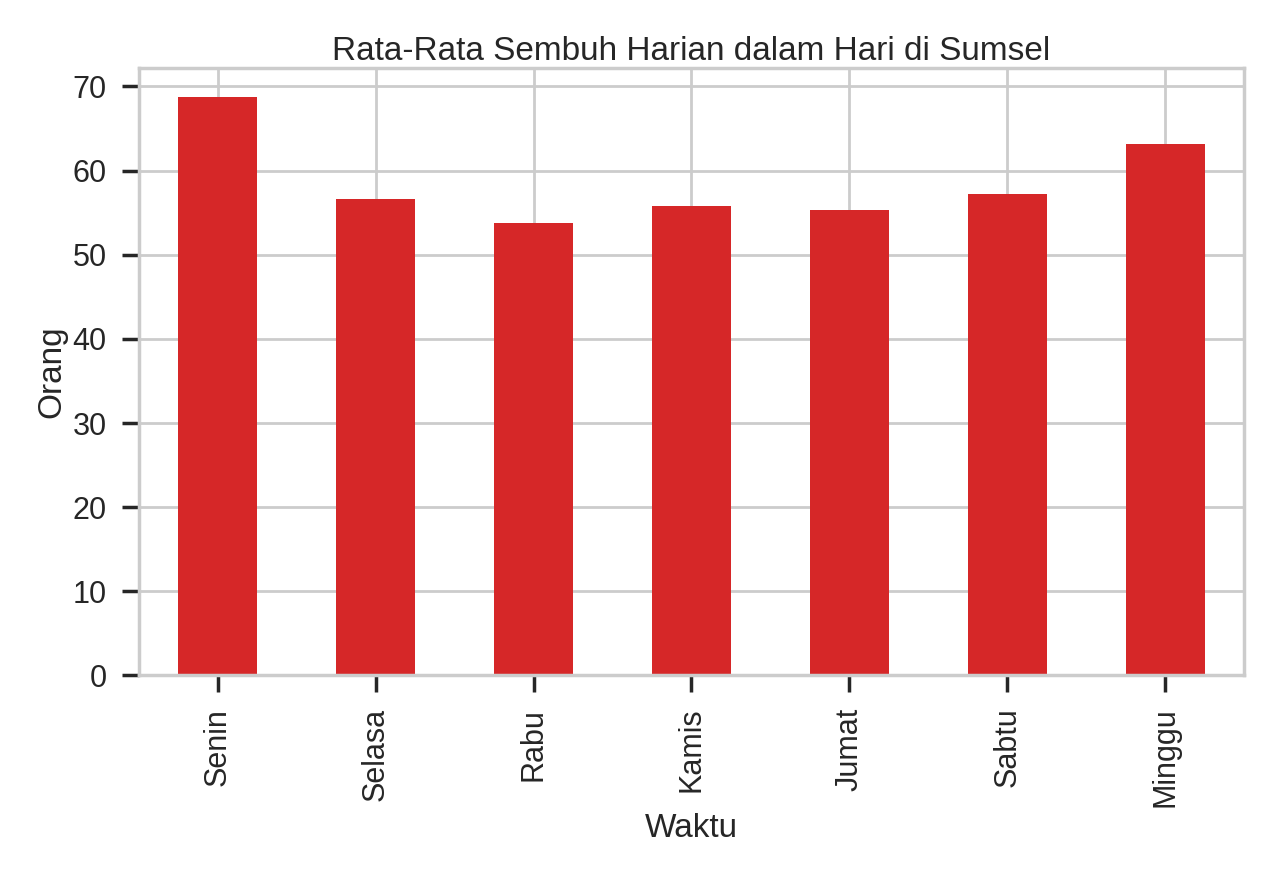 Rata-Rata Sembuh Harian dalam Hari di Sumsel
70
60
50
40
30
20
10
0
Orang
Senin
Selasa
Rabu
Kamis
Jumat
Sabtu
Minggu
Waktu